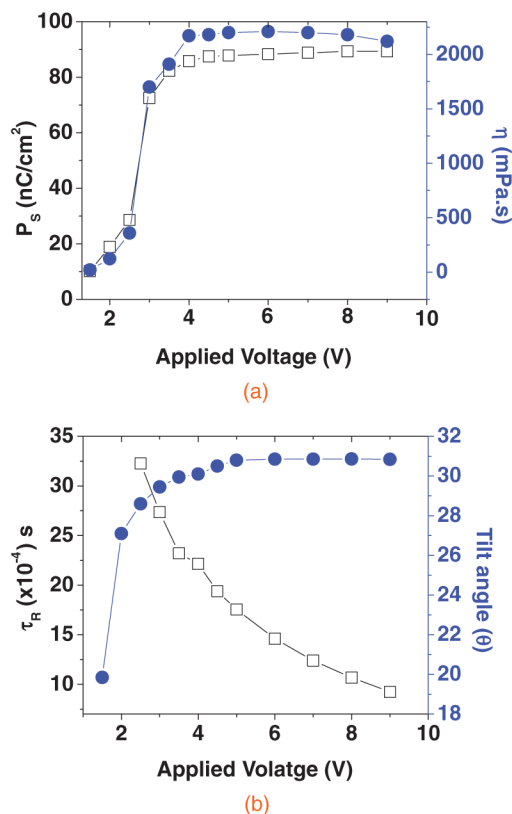 100
80
60
40
20
0
P_S (nC/cm²)
2000
1500
1000
500
0
η (mPa.s)
2 4 6 8 10
Applied Voltage (V)
(a)
35
30
25
20
15
10
τ_R (x10⁻⁴) s
32
30
28
26
24
22
20
18
Tilt angle (θ)
2 4 6 8 10
Applied Volatge (V)
(b)